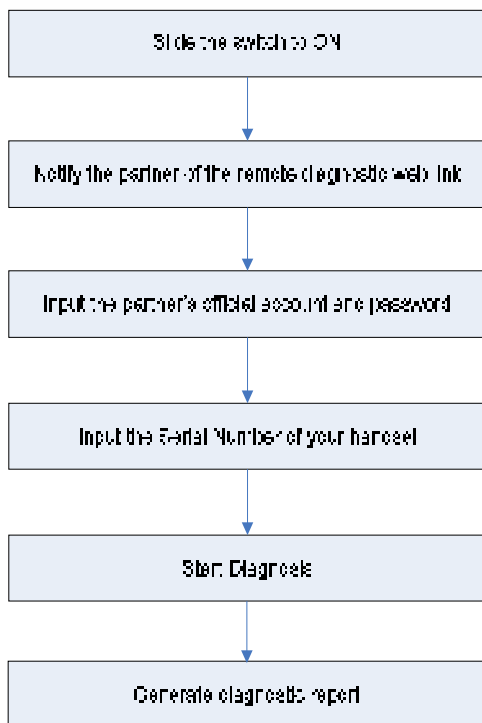 Slide the switch to ON
Notify the partner of the remote diagnostic web link
Input the partner's official account and password
Input the Serial Number of your handset
Start Diagnosis
Generate diagnostic report